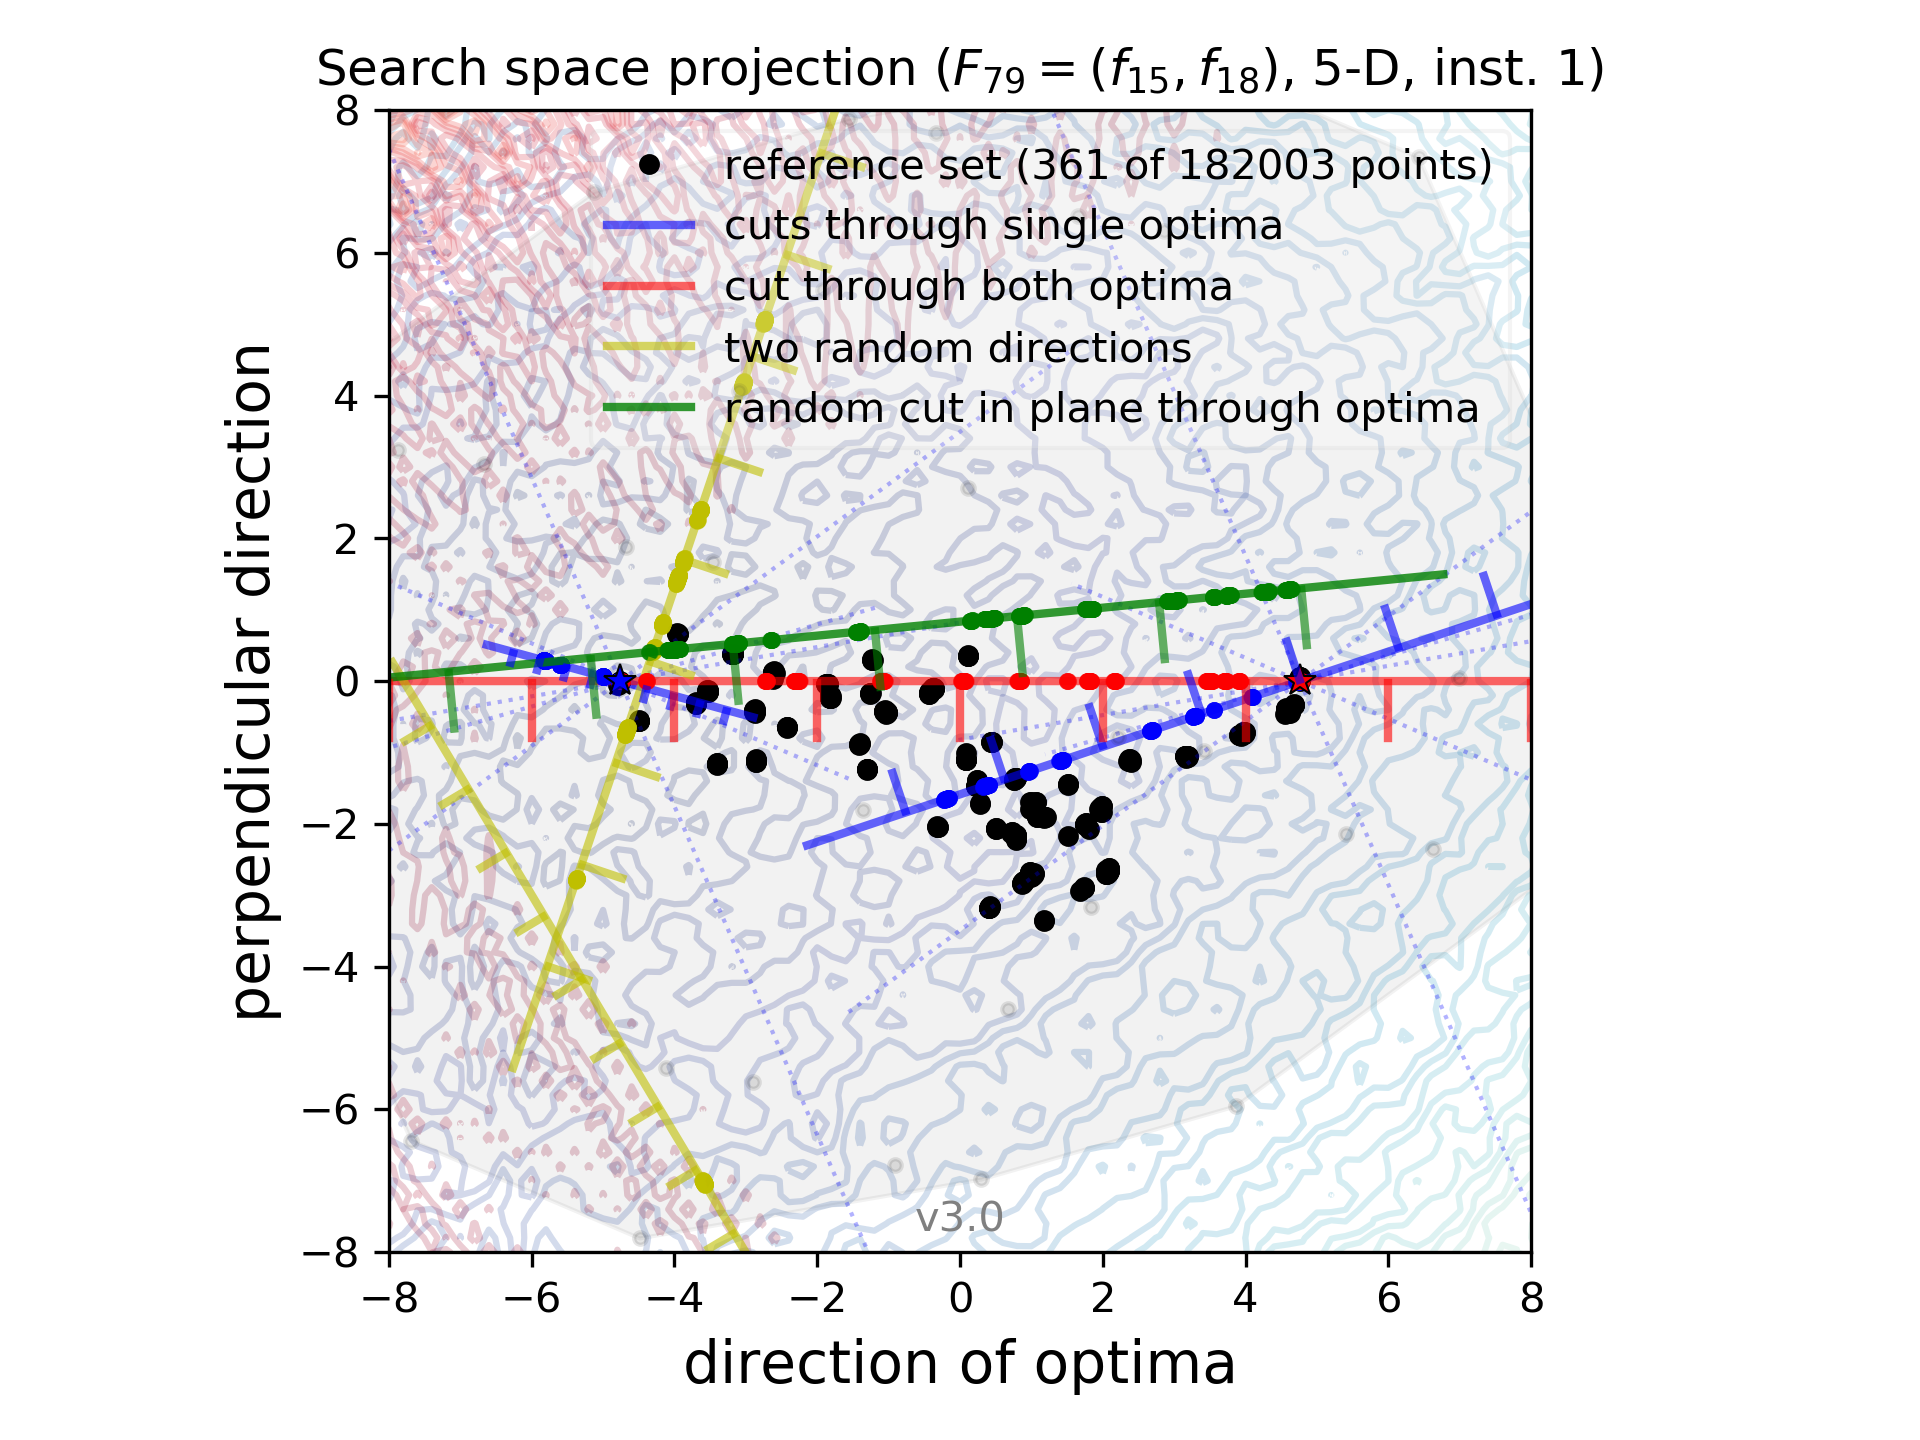 Search space projection (F₇₉ = (f₁₅, f₁₈), 5-D, inst. 1)
reference set (361 of 182003 points)
cuts through single optima
cut through both optima
two random directions
random cut in plane through optima
8
6
4
2
0
−2
−4
−6
−8
perpendicular direction
v3.0
−8 −6 −4 −2 0 2 4 6 8
direction of optima